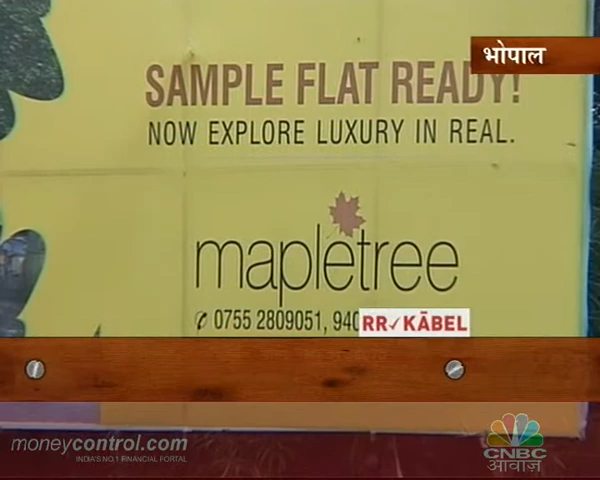 भोपाल
SAMPLE FLAT READY!
NOW EXPLORE LUXURY IN REAL.
mapletree
✆ 0755 2809051, 940
RR✓KĀBEL
moneycontrol.com
INDIA'S NO.1 FINANCIAL PORTAL
CNBC
आवाज़